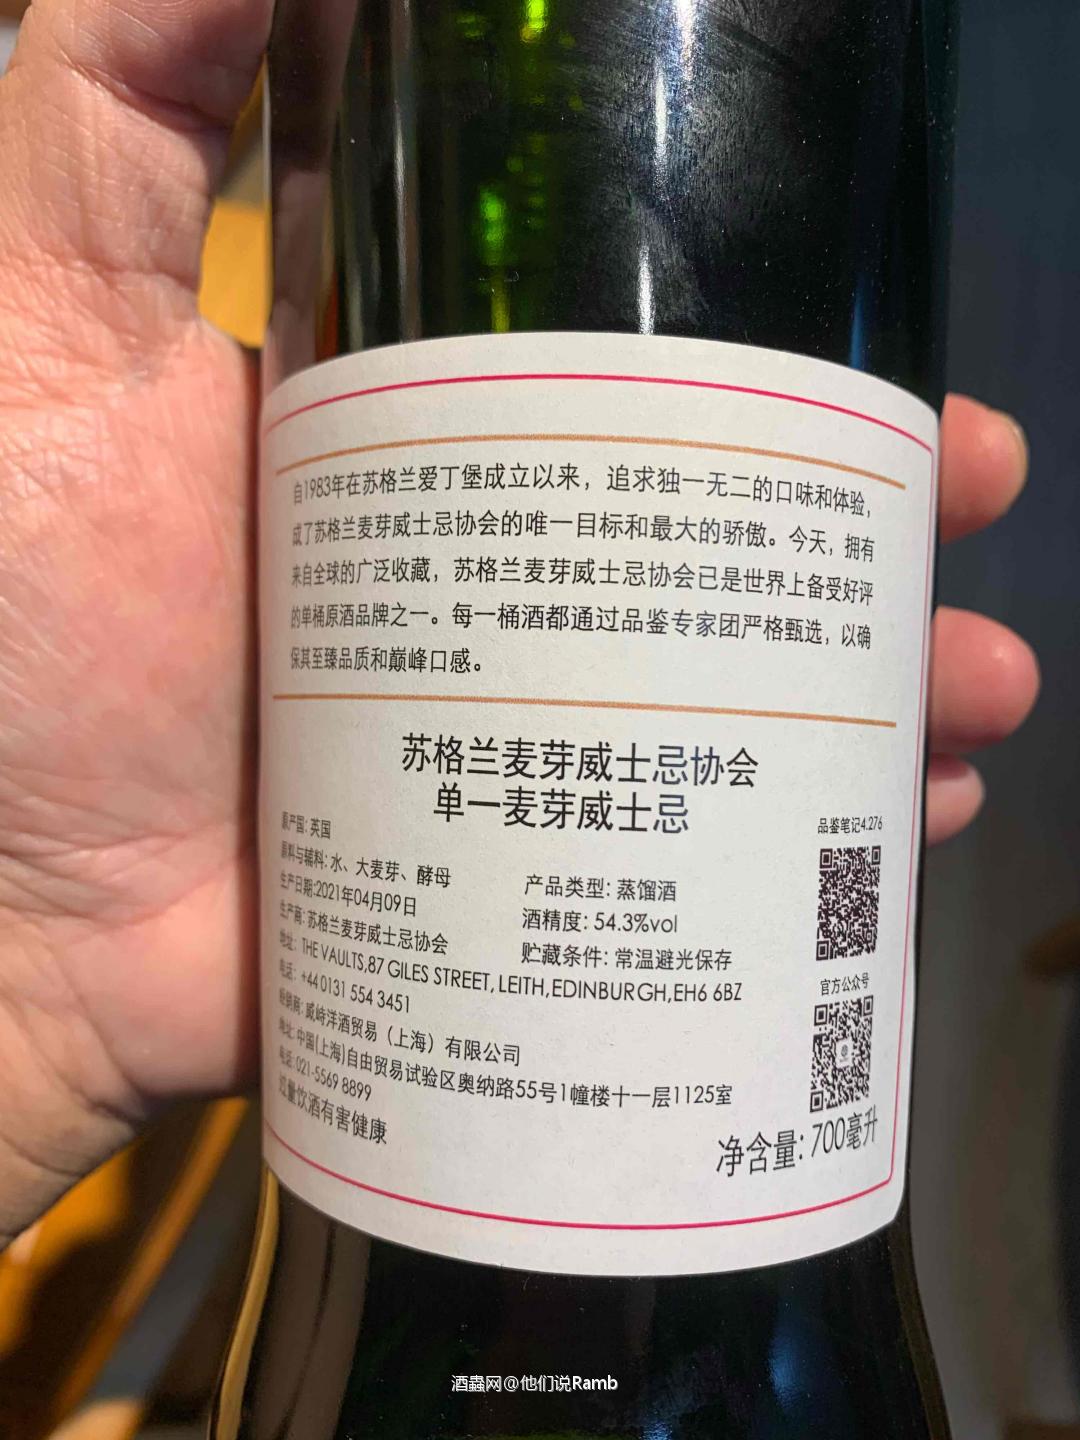 自1983年在苏格兰爱丁堡成立以来，追求独一无二的口味和体验，
成了苏格兰麦芽威士忌协会的唯一目标和最大的骄傲。今天，拥有
来自全球的广泛收藏，苏格兰麦芽威士忌协会已是世界上备受好评
的单桶原酒品牌之一。每一桶酒都通过品鉴专家团严格甄选，以确
保其至臻品质和巅峰口感。
苏格兰麦芽威士忌协会
单一麦芽威士忌
原产国: 英国
原料与辅料: 水、大麦芽、酵母
生产日期:2021年04月09日
生产商: 苏格兰麦芽威士忌协会
地址: THE VAULTS,87 GILES STREET, LEITH,EDINBURGH,EH6 6BZ
电话: +44 0131 554 3451
经销商: 威峙洋酒贸易（上海）有限公司
地址: 中国(上海)自由贸易试验区奥纳路55号1幢楼十一层1125室
电话: 021-5569 8899
过量饮酒有害健康
产品类型: 蒸馏酒
酒精度: 54.3%vol
贮藏条件: 常温避光保存
品鉴笔记4.276
官方公众号
净含量: 700毫升
酒蟲网@他们说Ramb